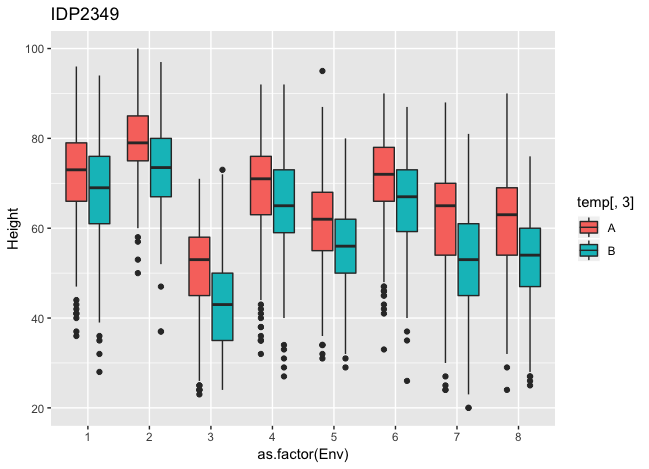 IDP2349
Height
100
80
60
40
20
1 2 3 4 5 6 7 8
as.factor(Env)
temp[, 3]
A
B